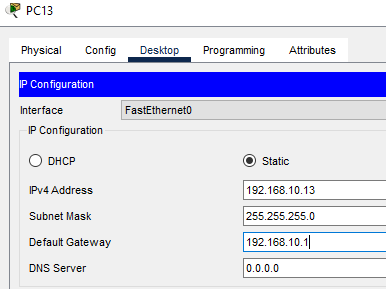 PC13
Physical Config Desktop Programming Attributes
IP Configuration
Interface FastEthernet0
IP Configuration
DHCP Static
IPv4 Address 192.168.10.13
Subnet Mask 255.255.255.0
Default Gateway 192.168.10.1
DNS Server 0.0.0.0